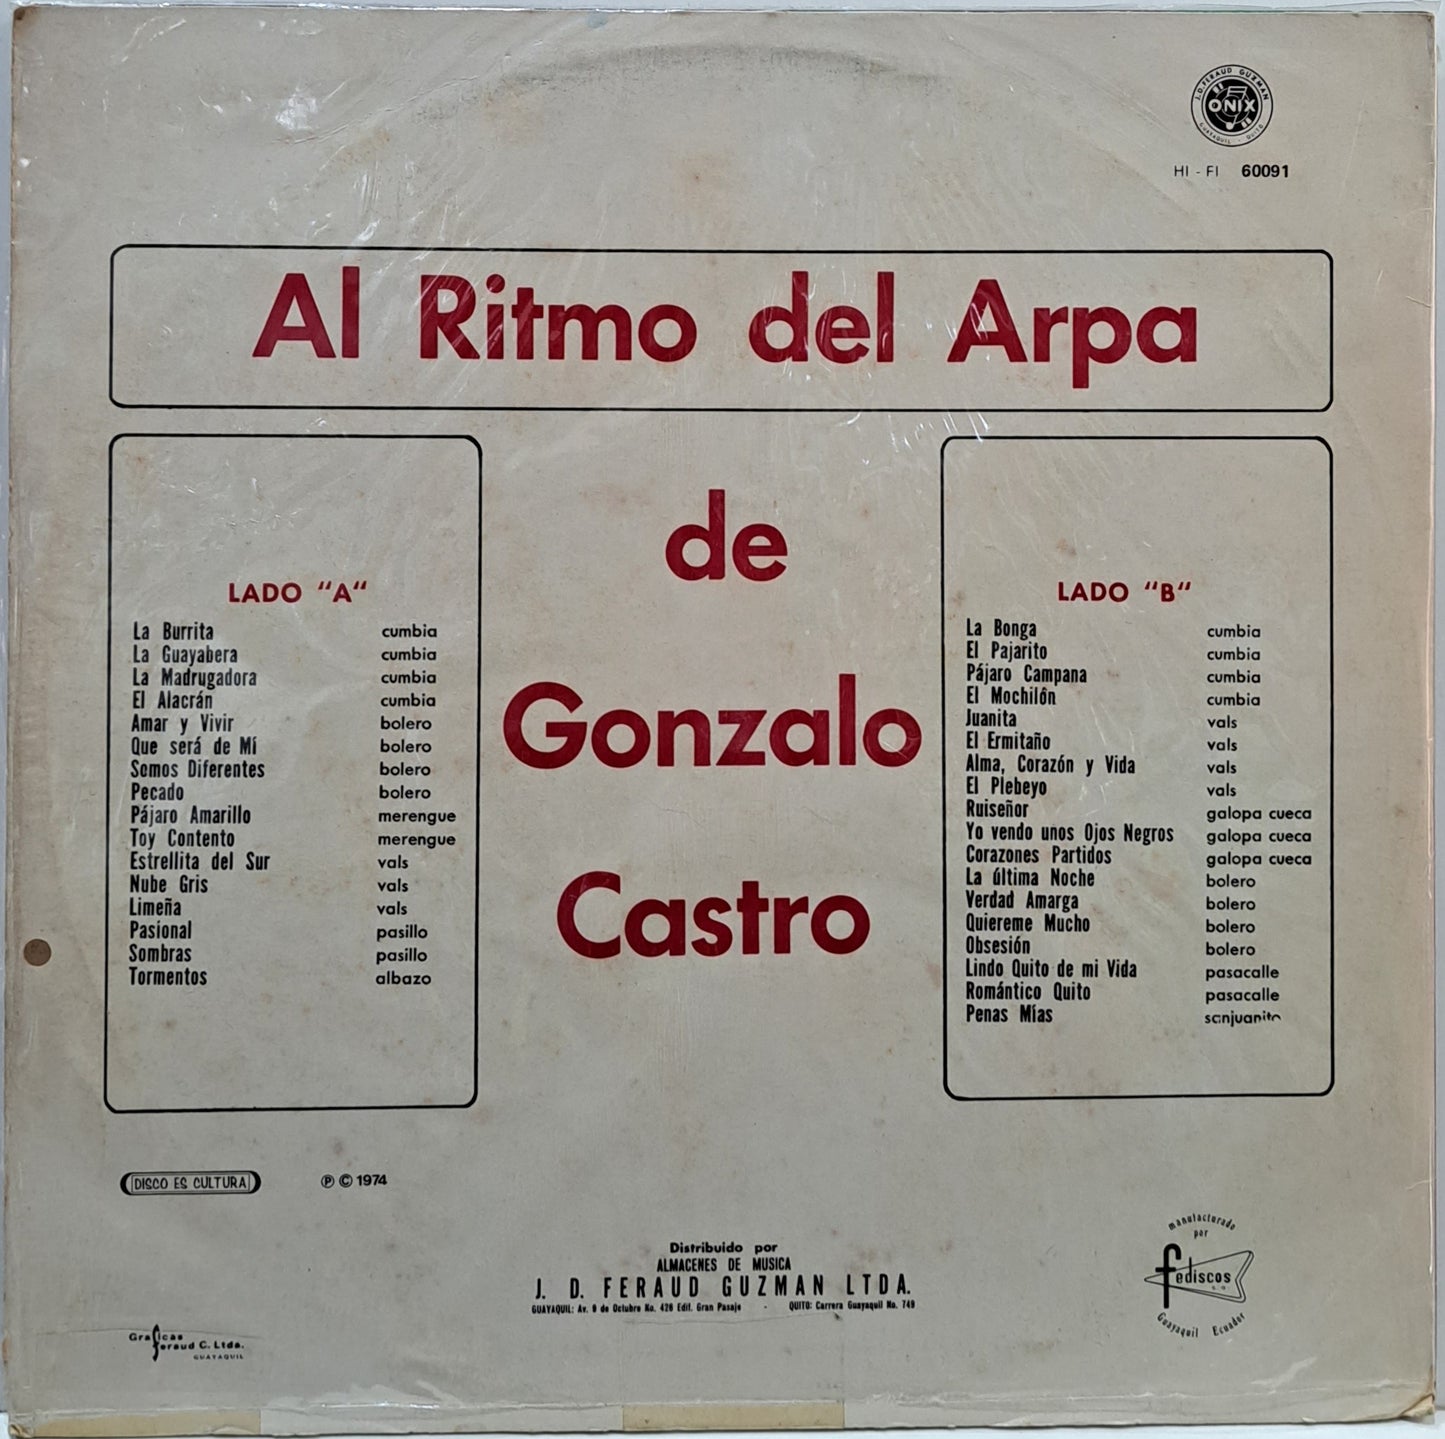 J.D. FERAUD GUZMAN
ONIX
GUAYAQUIL - QUITO
HI - FI 60091
Al Ritmo del Arpa
de
Gonzalo
Castro
LADO "A"
La Burrita cumbia
La Guayabera cumbia
La Madrugadora cumbia
El Alacrán cumbia
Amar y Vivir bolero
Que será de Mí bolero
Somos Diferentes bolero
Pecado bolero
Pájaro Amarillo merengue
Toy Contento merengue
Estrellita del Sur vals
Nube Gris vals
Limeña vals
Pasional pasillo
Sombras pasillo
Tormentos albazo
LADO "B"
La Bonga cumbia
El Pajarito cumbia
Pájaro Campana cumbia
El Mochilón cumbia
Juanita vals
El Ermitaño vals
Alma, Corazón y Vida vals
El Plebeyo vals
Ruiseñor galopa cueca
Yo vendo unos Ojos Negros galopa cueca
Corazones Partidos galopa cueca
La última Noche bolero
Verdad Amarga bolero
Quiereme Mucho bolero
Obsesión bolero
Lindo Quito de mi Vida pasacalle
Romántico Quito pasacalle
Penas Mías sanjuanito
DISCO ES CULTURA
Ⓟ © 1974
Distribuido por
ALMACENES DE MUSICA
J. D. FERAUD GUZMAN LTDA.
GUAYAQUIL: Av. 9 de Octubre No. 426 Edif. Gran Pasaje - QUITO: Carrera Guayaquil No. 749
manufacturado
por
fediscos
Guayaquil Ecuador
Graficas
feraud C. Ltda.
GUAYAQUIL